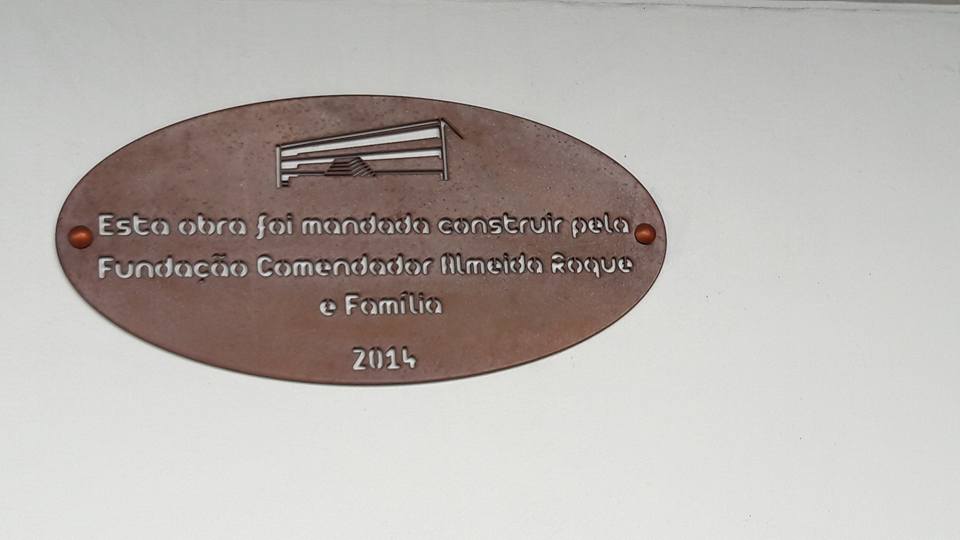 Esta obra foi mandada construir pela
Fundação Comendador Almeida Roque
e Família
2014